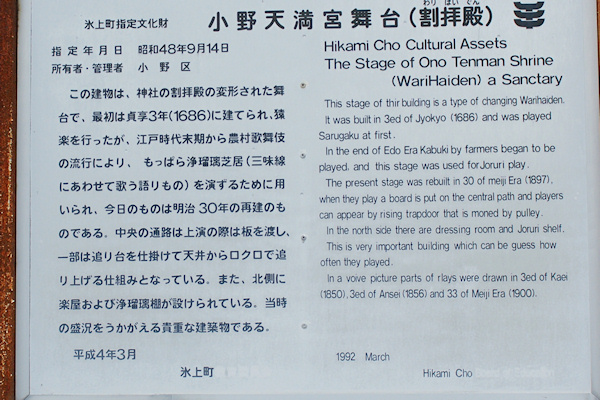 氷上町指定文化財
小野天満宮舞台(割拝殿)
わり はい でん
指定年月日 昭和48年9月14日
所有者・管理者 小野区
この建物は、神社の割拝殿の変形された舞
台で、最初は貞享3年(1686)に建てられ、猿
楽を行ったが、江戸時代末期から農村歌舞伎
の流行により、もっぱら浄瑠璃芝居(三味線
にあわせて歌う語りもの)を演ずるために用
いられ、今日のものは明治30年の再建のも
のである。中央の通路は上演の際は板を渡し、
一部は迫り台を仕掛けて天井からロクロで迫
り上げる仕組みとなっている。また、北側に
楽屋および浄瑠璃棚が設けられている。当時
の盛況をうかがえる貴重な建築物である。
平成4年3月
氷上町
Hikami Cho Cultural Assets
The Stage of Ono Tenman Shrine
(WariHaiden) a Sanctary
This stage of thir building is a type of changing Warihaiden.
It was built in 3ed of Jyokyo (1686) and was played
Sarugaku at first.
In the end of Edo Era Kabuki by farmers began to be
played, and this stage was used for Joruri play.
The present stage was rebuilt in 30 of meiji Era (1897),
when they play a board is put on the central path and players
can appear by rising trapdoor that is moned by pulley.
In the north side there are dressing room and Joruri shelf.
This is very important building which can be guess how
often they played.
In a voive picture parts of rlays were drawn in 3ed of Kaei
(1850), 3ed of Ansei (1856) and 33 of Meiji Era (1900).
1992 March
Hikami Cho